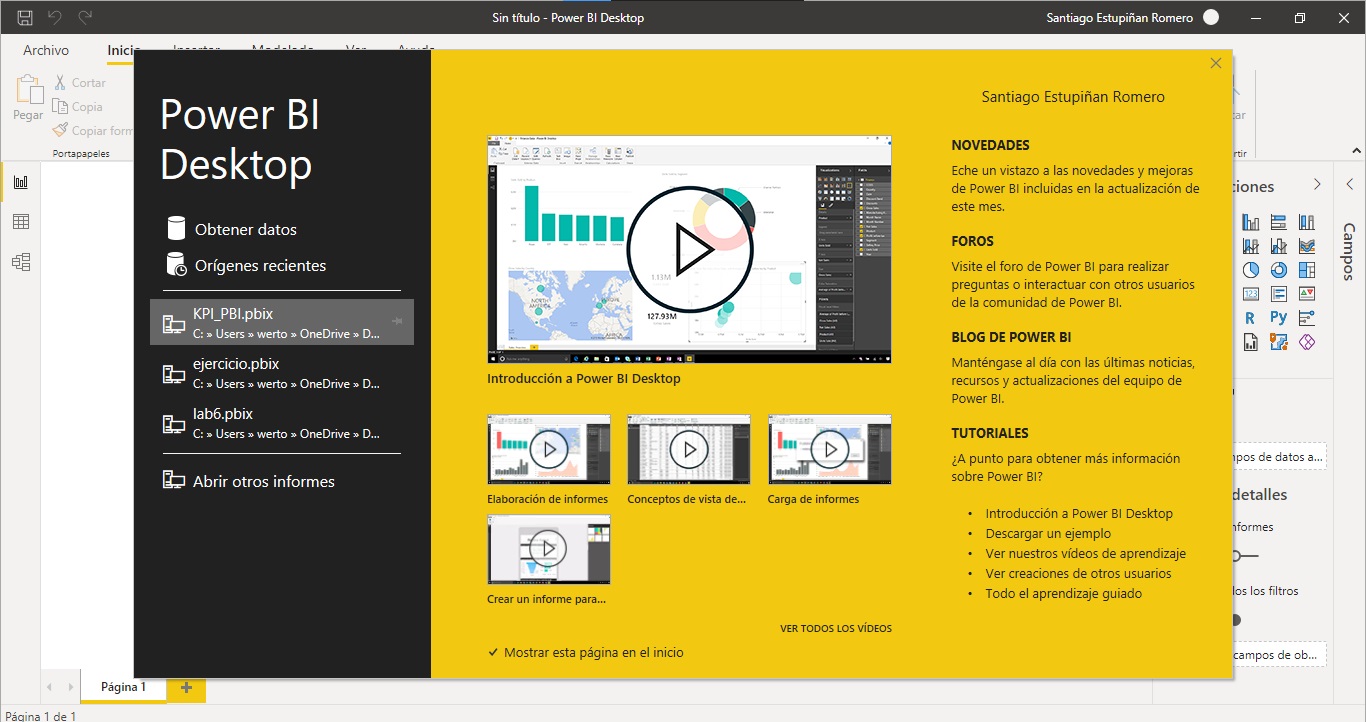 Sin título - Power BI Desktop
Santiago Estupiñan Romero
Archivo
Inicio
Insertar
Modelado
Ver
Ayuda
Pegar
Cortar
Copia
Copiar form
Portapapeles
Power BI
Desktop
Obtener datos
Orígenes recientes
KPI_PBI.pbix
C: » Users » werto » OneDrive » D...
ejercicio.pbix
C: » Users » werto » OneDrive » D...
lab6.pbix
C: » Users » werto » OneDrive » D...
Abrir otros informes
1.13M
127.93M
NORTH
AMERICA
EUROPE
Introducción a Power BI Desktop
Elaboración de informes
Conceptos de vista de...
Carga de informes
Crear un informe para...
VER TODOS LOS VÍDEOS
Mostrar esta página en el inicio
Santiago Estupiñan Romero
NOVEDADES
Eche un vistazo a las novedades y mejoras
de Power BI incluidas en la actualización de
este mes.
FOROS
Visite el foro de Power BI para realizar
preguntas o interactuar con otros usuarios
de la comunidad de Power BI.
BLOG DE POWER BI
Manténgase al día con las últimas noticias,
recursos y actualizaciones del equipo de
Power BI.
TUTORIALES
¿A punto para obtener más información
sobre Power BI?
• Introducción a Power BI Desktop
• Descargar un ejemplo
• Ver nuestros vídeos de aprendizaje
• Ver creaciones de otros usuarios
• Todo el aprendizaje guiado
car
rtir
ciones
Campos
123
R Py
mpos de datos a...
detalles
nformes
los los filtros
campos de ob...
Página 1
Página 1 de 1